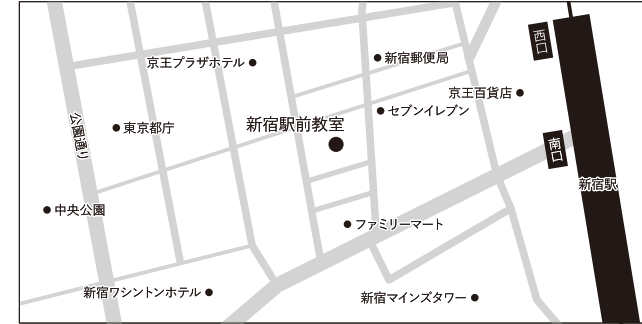 西口
京王プラザホテル
新宿郵便局
京王百貨店
セブンイレブン
公園通り
東京都庁
新宿駅前教室
南口
新宿駅
中央公園
ファミリーマート
新宿ワシントンホテル
新宿マインズタワー